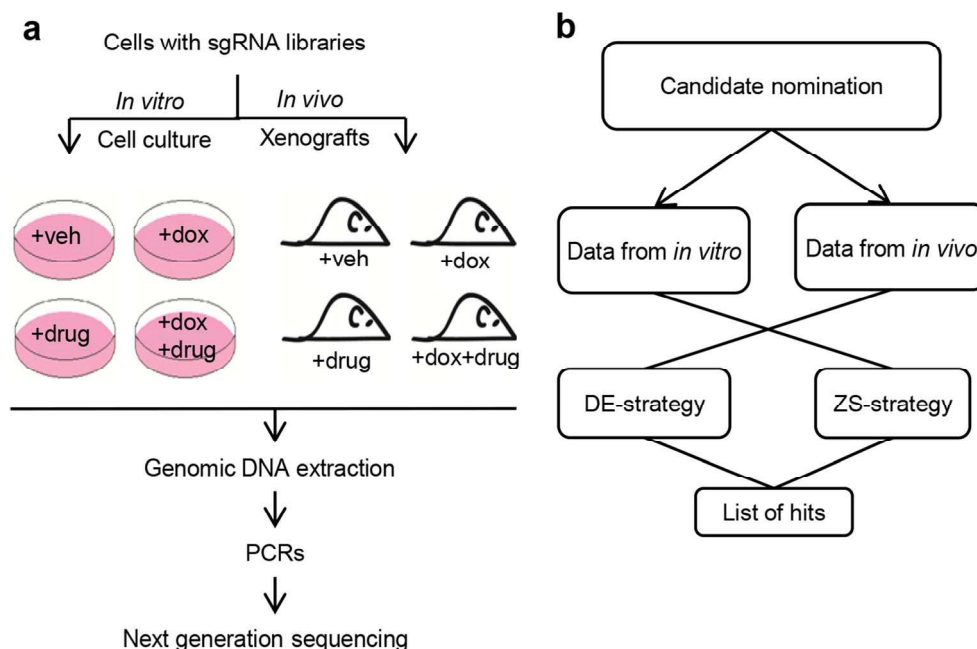 a
Cells with sgRNA libraries
In vitro
In vivo
Cell culture
Xenografts
+veh
+dox
+drug
+dox
+drug
+veh
+dox
+drug
+dox+drug
Genomic DNA extraction
PCRs
Next generation sequencing
b
Candidate nomination
Data from in vitro
Data from in vivo
DE-strategy
ZS-strategy
List of hits